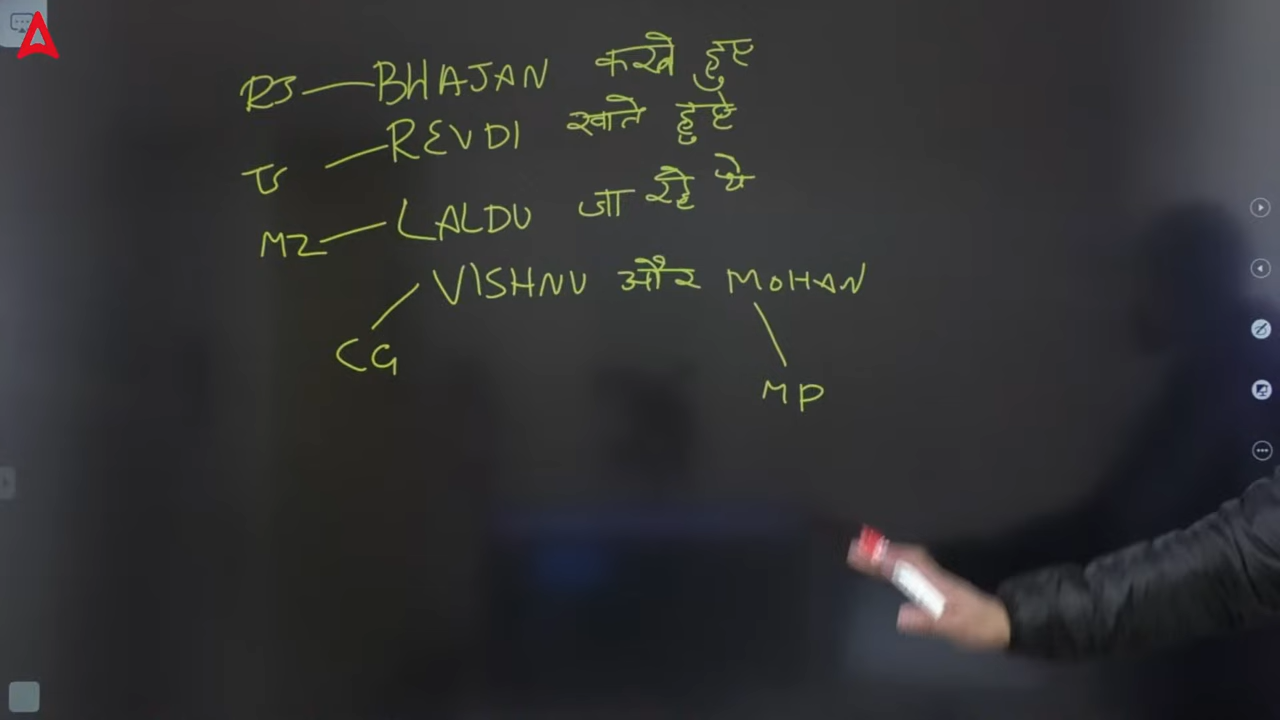 RJ BHAJAN करते हुए
TS REVDI खाते हुऐ
MZ LALDU जा रहे थे
VISHNU और MOHAN
CG MP